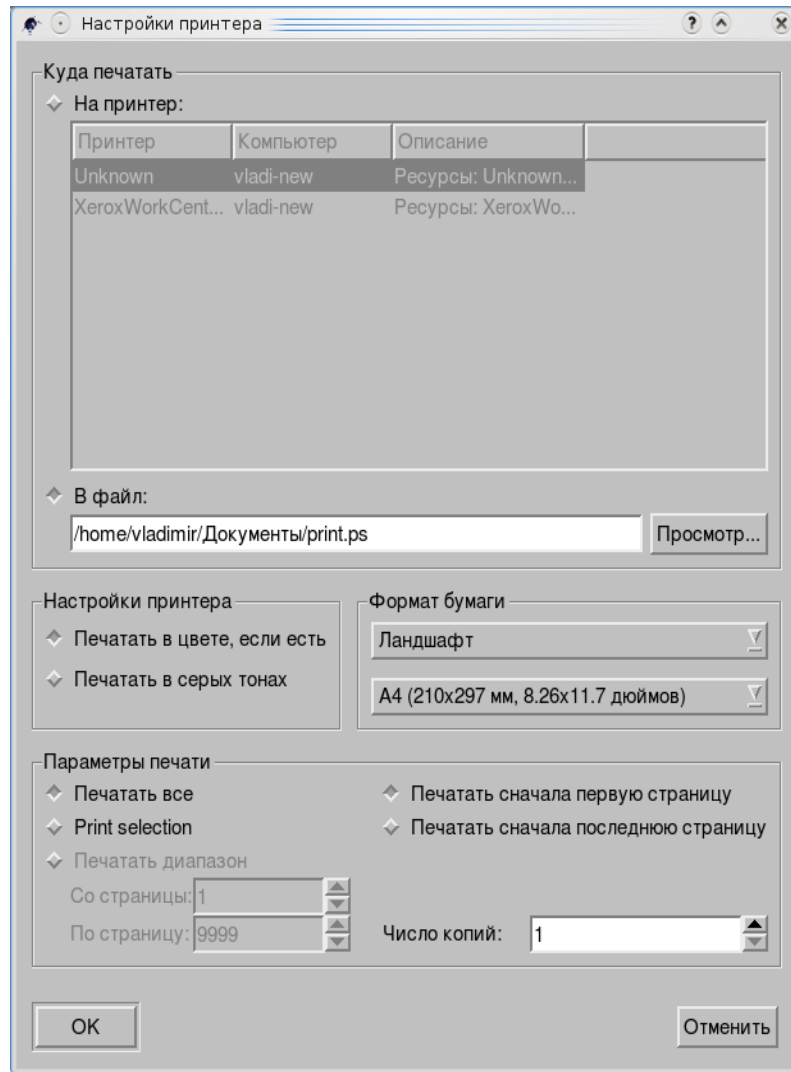 Настройки принтера
Куда печатать
На принтер:
Принтер Компьютер Описание
Unknown vladi-new Ресурсы: Unknown...
XeroxWorkCent... vladi-new Ресурсы: XeroxWo...
В файл:
/home/vladimir/Документы/print.ps Просмотр...
Настройки принтера Формат бумаги
Печатать в цвете, если есть Ландшафт
Печатать в серых тонах A4 (210x297 мм, 8.26x11.7 дюймов)
Параметры печати
Печатать все Печатать сначала первую страницу
Print selection Печатать сначала последнюю страницу
Печатать диапазон
Со страницы: 1
По страницу: 9999 Число копий: 1
OK Отменить